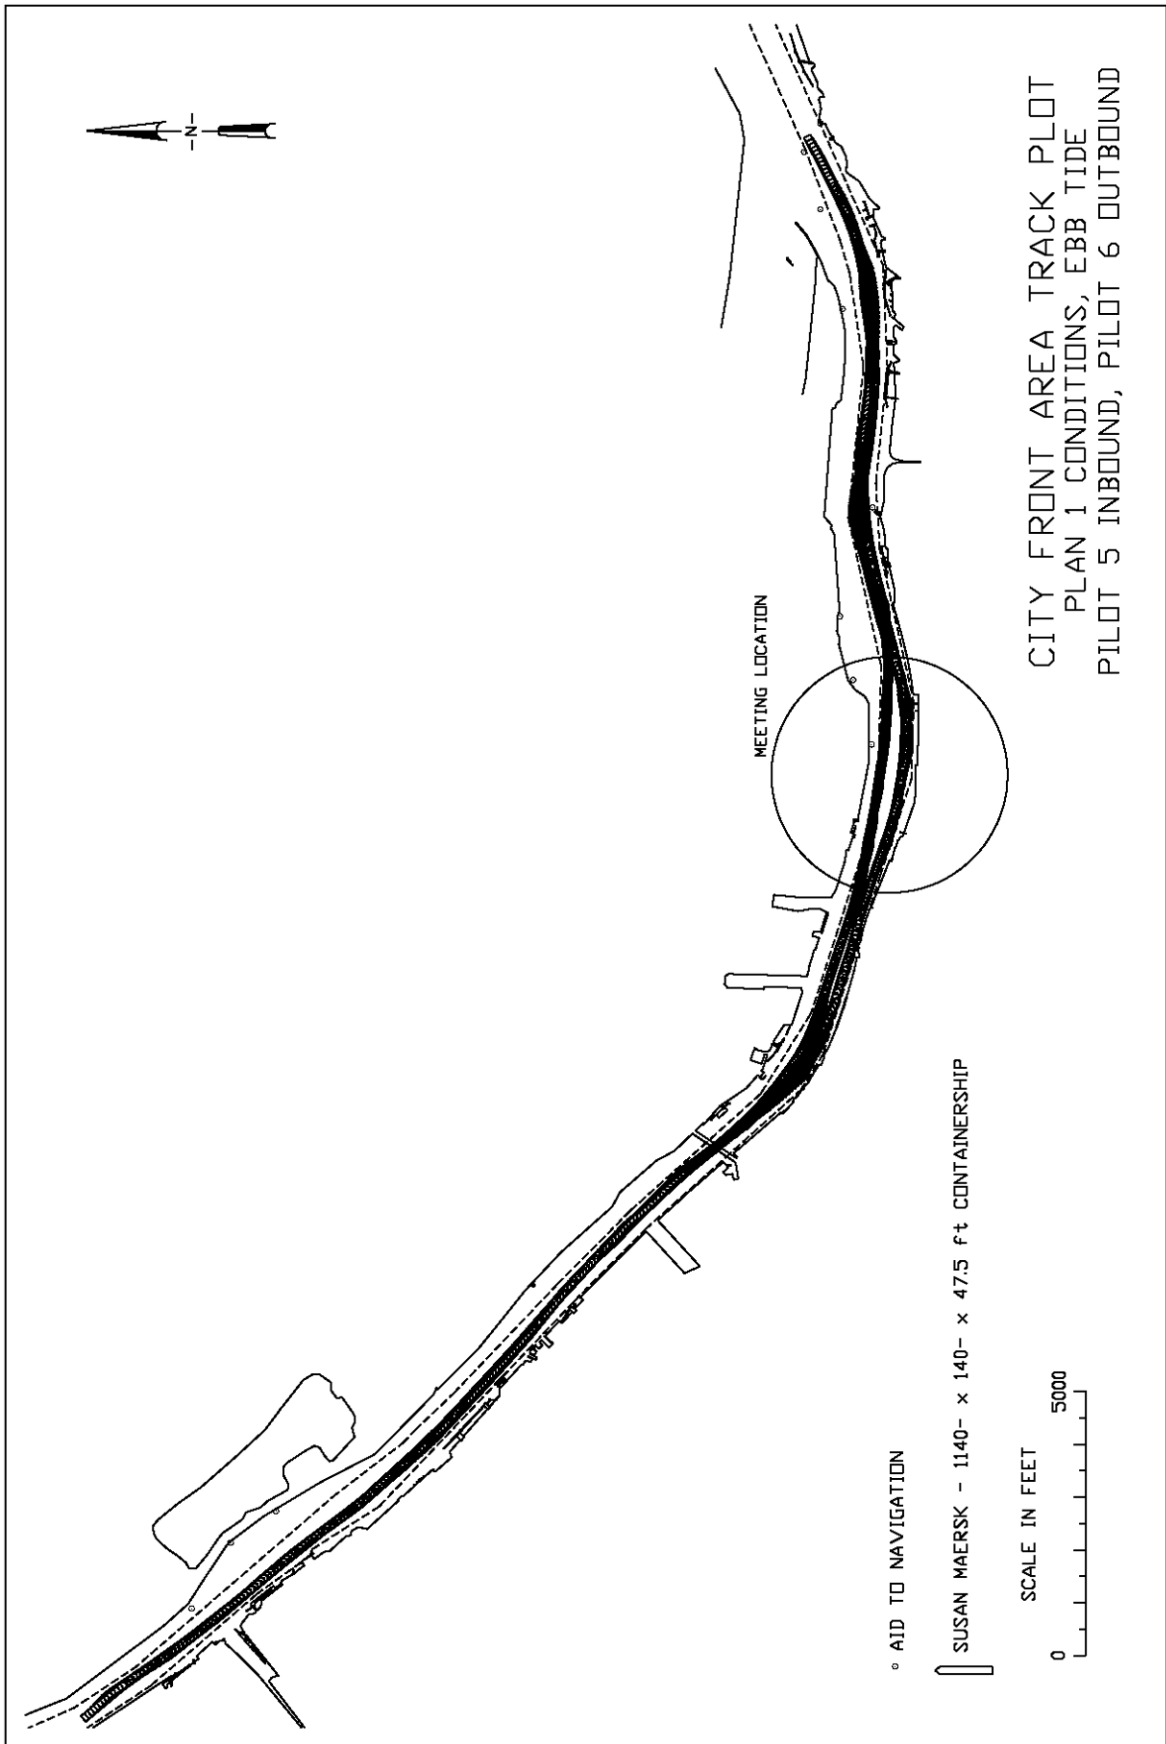 -N-
MEETING LOCATION
AID TO NAVIGATION
SUSAN MAERSK - 1140- x 140- x 47.5 ft CONTAINERSHIP
SCALE IN FEET
0 5000
CITY FRONT AREA TRACK PLOT
PLAN 1 CONDITIONS, EBB TIDE
PILOT 5 INBOUND, PILOT 6 OUTBOUND